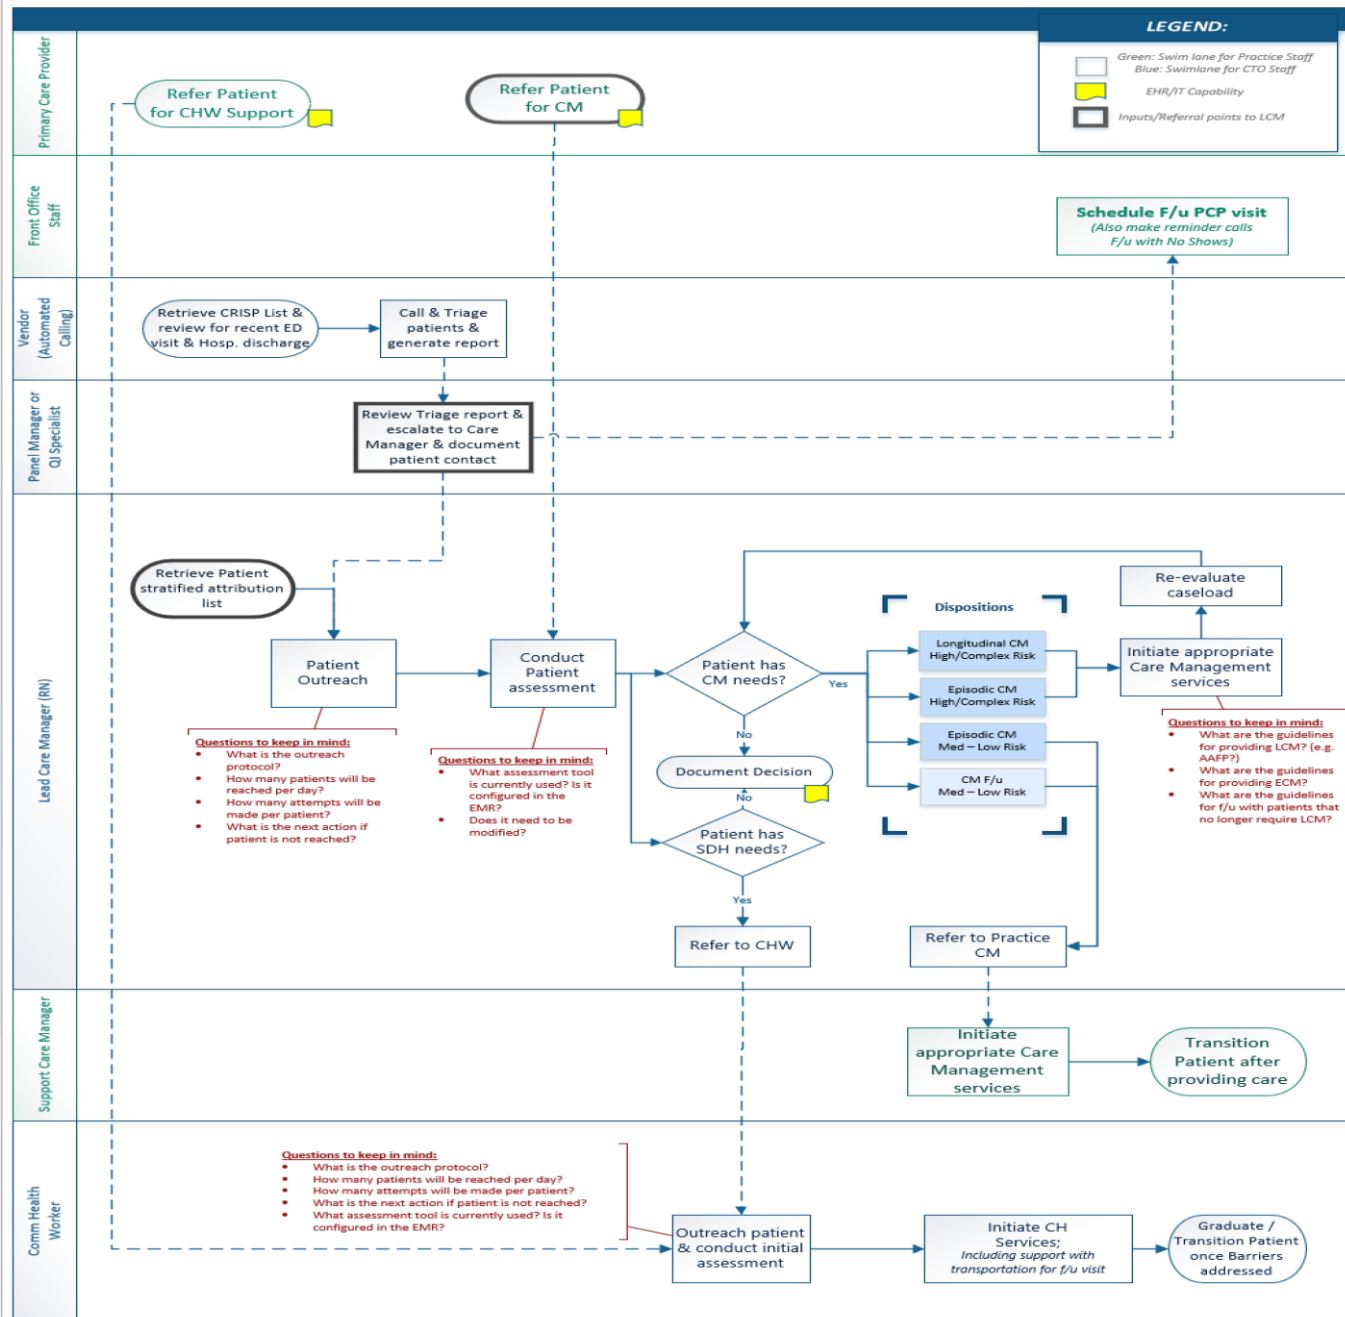 LEGEND:
Green: Swim lane for Practice Staff
Blue: Swimlane for CTO Staff
EHR/IT Capability
Inputs/Referral points to LCM
Primary Care Provider
Refer Patient
for CHW Support
Refer Patient
for CM
Front Office
Staff
Schedule F/u PCP visit
(Also make reminder calls
F/u with No Shows)
Vendor
(Automated
Calling)
Retrieve CRISP List &
review for recent ED
visit & Hosp. discharge
Call & Triage
patients &
generate report
Panel Manager or
QI Specialist
Review Triage report &
escalate to Care
Manager & document
patient contact
Lead Care Manager (RN)
Retrieve Patient
stratified attribution
list
Patient
Outreach
Conduct
Patient
assessment
Patient has
CM needs?
Yes
No
Document Decision
No
Patient has
SDH needs?
Yes
Refer to CHW
Dispositions
Longitudinal CM
High/Complex Risk
Episodic CM
High/Complex Risk
Episodic CM
Med – Low Risk
CM F/u
Med – Low Risk
Re-evaluate
caseload
Initiate appropriate
Care Management
services
Refer to Practice
CM
Questions to keep in mind:
• What is the outreach
protocol?
• How many patients will be
reached per day?
• How many attempts will be
made per patient?
• What is the next action if
patient is not reached?
Questions to keep in mind:
• What assessment tool
is currently used? Is it
configured in the
EMR?
• Does it need to be
modified?
Questions to keep in mind:
• What are the guidelines
for providing LCM? (e.g.
AAFP?)
• What are the guidelines
for providing ECM?
• What are the guidelines
for f/u with patients that
no longer require LCM?
Support Care Manager
Initiate
appropriate Care
Management
services
Transition
Patient after
providing care
Comm Health
Worker
Questions to keep in mind:
• What is the outreach protocol?
• How many patients will be reached per day?
• How many attempts will be made per patient?
• What is the next action if patient is not reached?
• What assessment tool is currently used? Is it
configured in the EMR?
Outreach patient
& conduct initial
assessment
Initiate CH
Services;
Including support with
transportation for f/u visit
Graduate /
Transition Patient
once Barriers
addressed